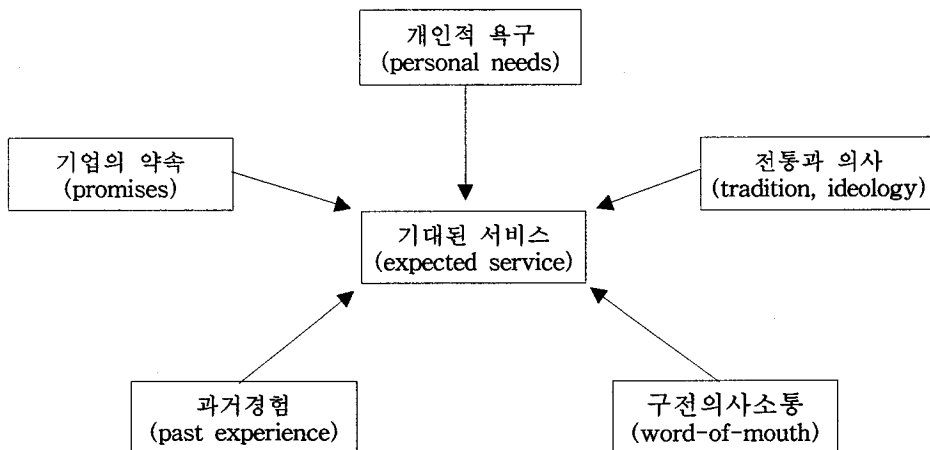 개인적 욕구
(personal needs)
기업의 약속
(promises)
전통과 의사
(tradition, ideology)
기대된 서비스
(expected service)
과거경험
(past experience)
구전의사소통
(word-of-mouth)